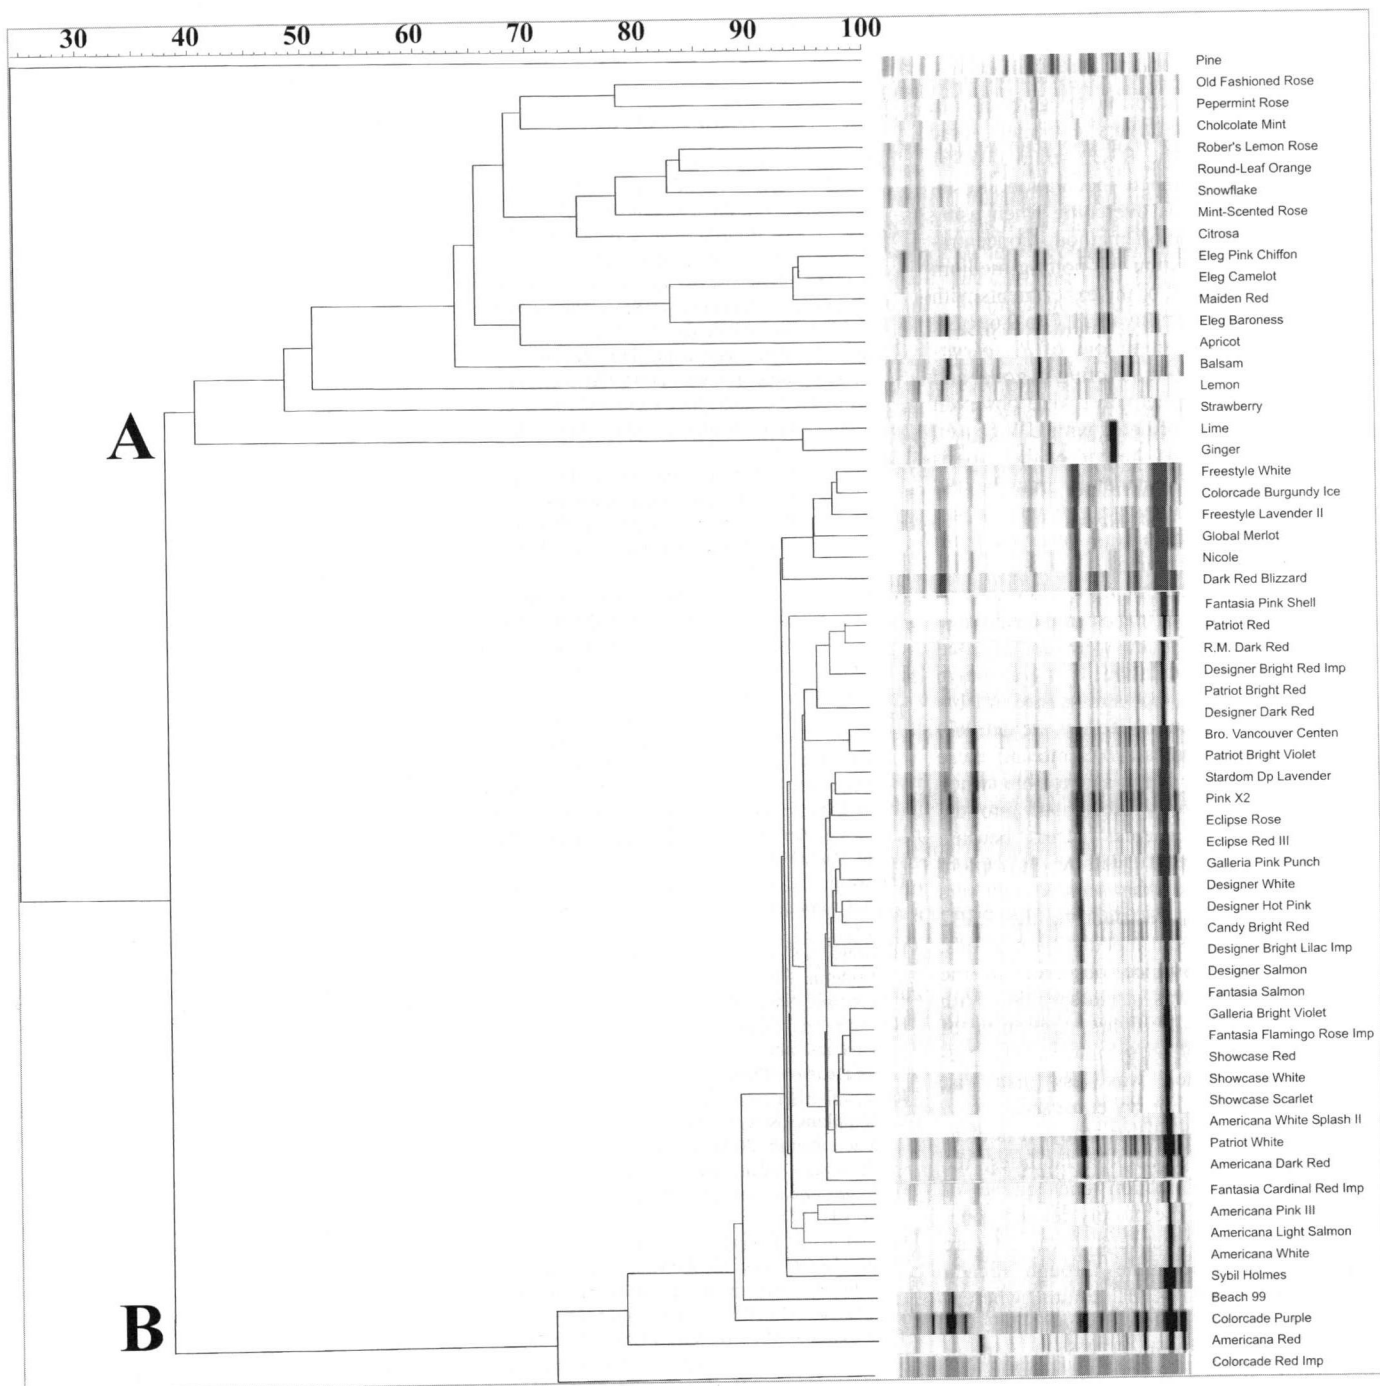 30 40 50 60 70 80 90 100
Pine
Old Fashioned Rose
Pepermint Rose
Cholcolate Mint
Rober's Lemon Rose
Round-Leaf Orange
Snowflake
Mint-Scented Rose
Citrosa
Eleg Pink Chiffon
Eleg Camelot
Maiden Red
Eleg Baroness
Apricot
Balsam
Lemon
Strawberry
A
Lime
Ginger
Freestyle White
Colorcade Burgundy Ice
Freestyle Lavender II
Global Merlot
Nicole
Dark Red Blizzard
Fantasia Pink Shell
Patriot Red
R.M. Dark Red
Designer Bright Red Imp
Patriot Bright Red
Designer Dark Red
Bro. Vancouver Centen
Patriot Bright Violet
Stardom Dp Lavender
Pink X2
Eclipse Rose
Eclipse Red III
Galleria Pink Punch
Designer White
Designer Hot Pink
Candy Bright Red
Designer Bright Lilac Imp
Designer Salmon
Fantasia Salmon
Galleria Bright Violet
Fantasia Flamingo Rose Imp
Showcase Red
Showcase White
Showcase Scarlet
Americana White Splash II
Patriot White
Americana Dark Red
Fantasia Cardinal Red Imp
Americana Pink III
Americana Light Salmon
Americana White
Sybil Holmes
Beach 99
B
Colorcade Purple
Americana Red
Colorcade Red Imp